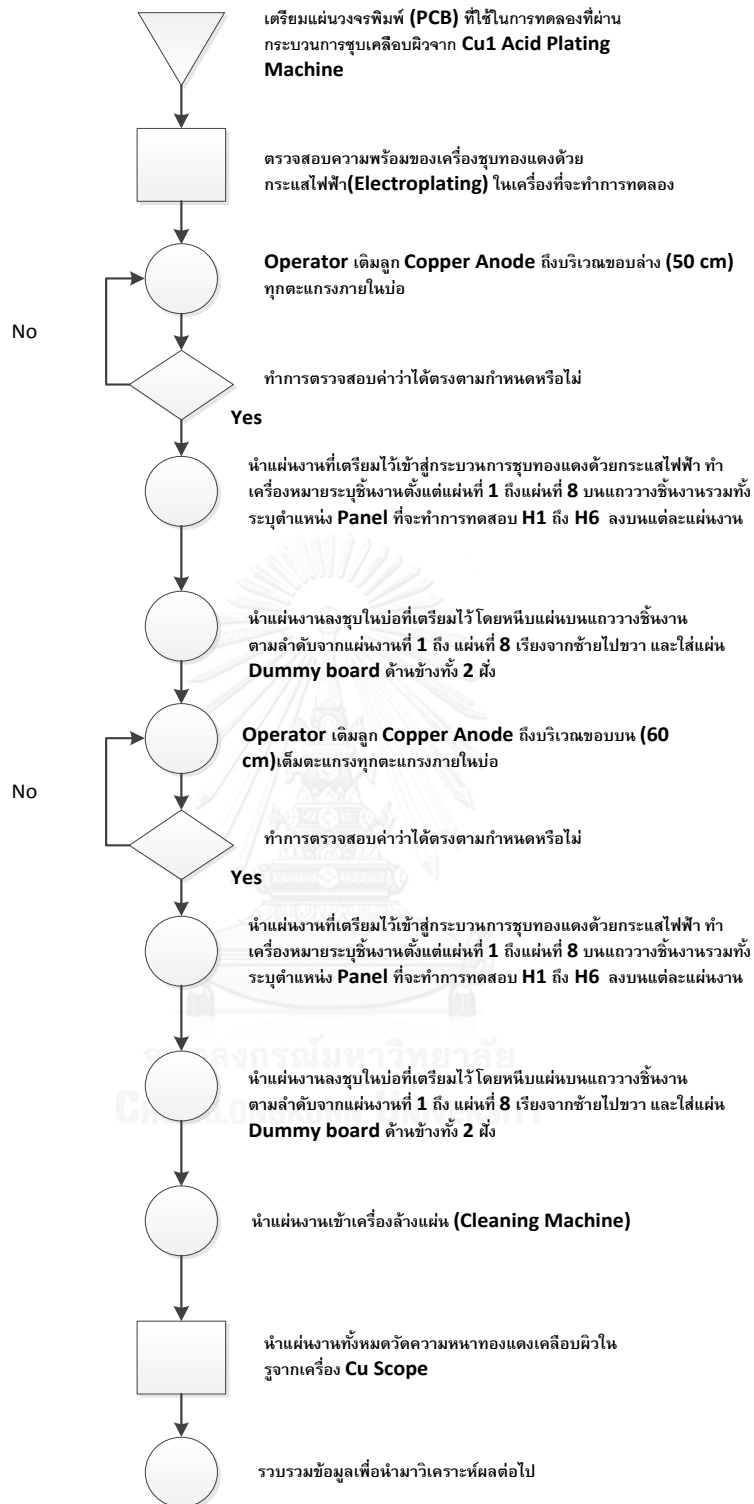 เตรียมแผ่นวงจรพิมพ์ (PCB) ที่ใช้ในการทดลองที่ผ่าน
กระบวนการชุบเคลือบผิวจาก Cu1 Acid Plating
Machine
ตรวจสอบความพร้อมของเครื่องชุบทองแดงด้วย
กระแสไฟฟ้า(Electroplating) ในเครื่องที่จะทำการทดลอง
Operator เติมลูก Copper Anode ถึงบริเวณขอบล่าง (50 cm)
ทุกตะแกรงภายในบ่อ
No
ทำการตรวจสอบค่าว่าได้ตรงตามกำหนดหรือไม่
Yes
นำแผ่นงานที่เตรียมไว้เข้าสู่กระบวนการชุบทองแดงด้วยกระแสไฟฟ้า ทำ
เครื่องหมายระบุชิ้นงานตั้งแต่แผ่นที่ 1 ถึงแผ่นที่ 8 บนแถววางชิ้นงานรวมทั้ง
ระบุตำแหน่ง Panel ที่จะทำการทดสอบ H1 ถึง H6 ลงบนแต่ละแผ่นงาน
นำแผ่นงานลงชุบในบ่อที่เตรียมไว้ โดยหนีบแผ่นบนแถววางชิ้นงาน
ตามลำดับจากแผ่นงานที่ 1 ถึง แผ่นที่ 8 เรียงจากซ้ายไปขวา และใส่แผ่น
Dummy board ด้านข้างทั้ง 2 ฝั่ง
Operator เติมลูก Copper Anode ถึงบริเวณขอบบน (60
cm)เต็มตะแกรงทุกตะแกรงภายในบ่อ
No
ทำการตรวจสอบค่าว่าได้ตรงตามกำหนดหรือไม่
Yes
นำแผ่นงานที่เตรียมไว้เข้าสู่กระบวนการชุบทองแดงด้วยกระแสไฟฟ้า ทำ
เครื่องหมายระบุชิ้นงานตั้งแต่แผ่นที่ 1 ถึงแผ่นที่ 8 บนแถววางชิ้นงานรวมทั้ง
ระบุตำแหน่ง Panel ที่จะทำการทดสอบ H1 ถึง H6 ลงบนแต่ละแผ่นงาน
จุฬาลงกรณ์มหาวิทยาลัย
นำแผ่นงานลงชุบในบ่อที่เตรียมไว้ โดยหนีบแผ่นบนแถววางชิ้นงาน
ตามลำดับจากแผ่นงานที่ 1 ถึง แผ่นที่ 8 เรียงจากซ้ายไปขวา และใส่แผ่น
CHULALONGKORN UNIVERSITY
Dummy board ด้านข้างทั้ง 2 ฝั่ง
นำแผ่นงานเข้าเครื่องล้างแผ่น (Cleaning Machine)
นำแผ่นงานทั้งหมดวัดความหนาทองแดงเคลือบผิวใน
รูจากเครื่อง Cu Scope
รวบรวมข้อมูลเพื่อนำมาวิเคราะห์ผลต่อไป